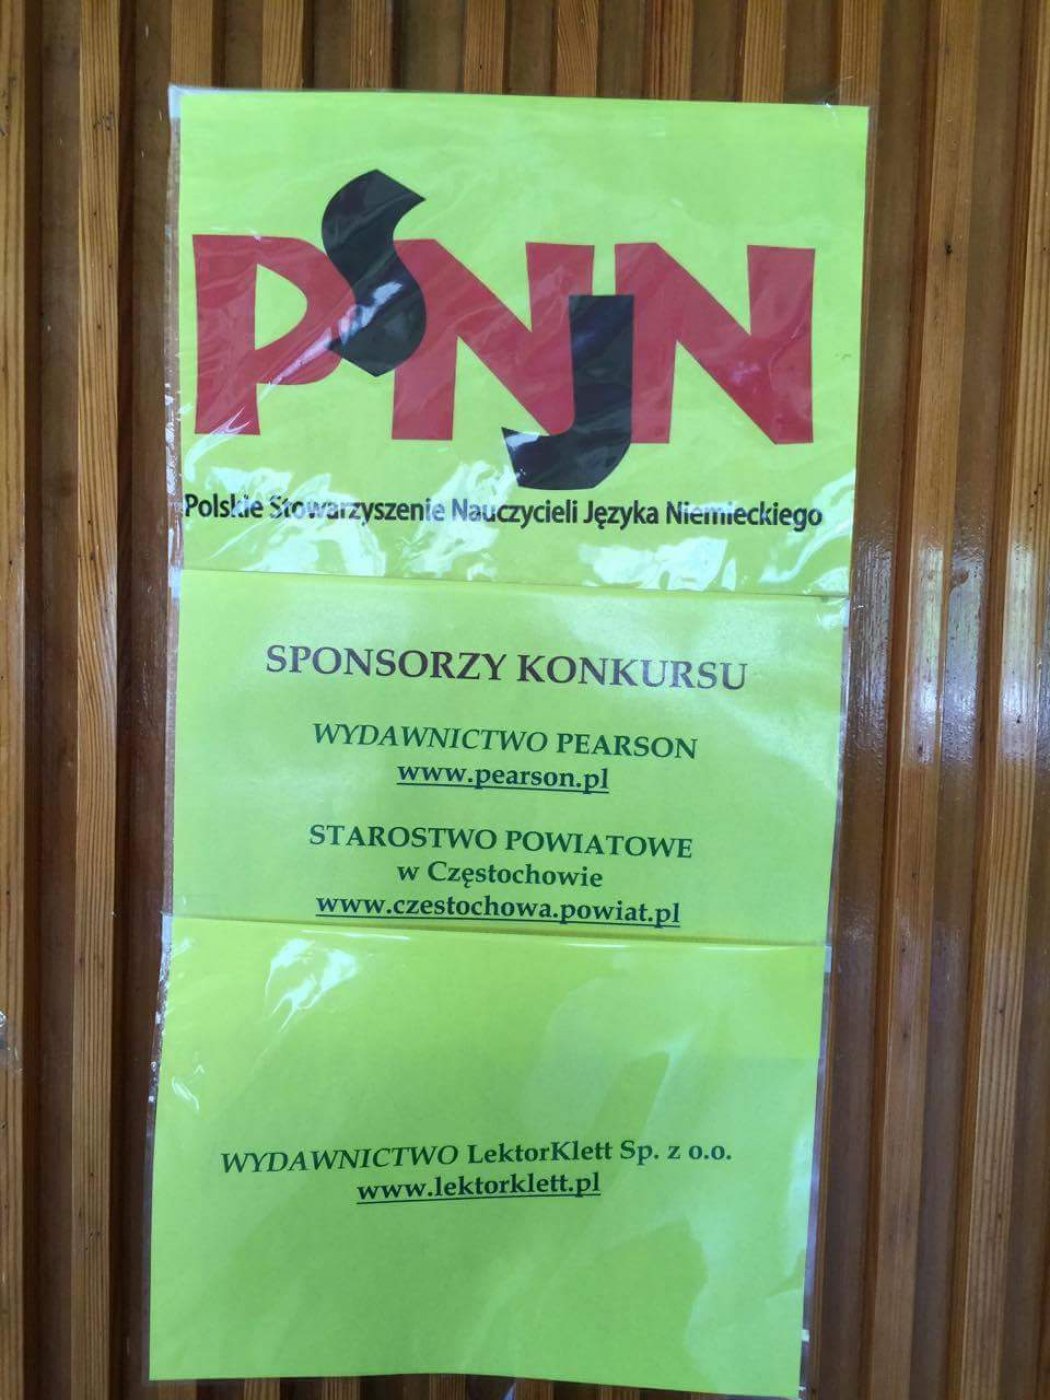 PSNJN
Polskie Stowarzyszenie Nauczycieli Języka Niemieckiego
SPONSORZY KONKURSU
WYDAWNICTWO PEARSON
www.pearson.pl
STAROSTWO POWIATOWE
w Częstochowie
www.czestochowa.powiat.pl
WYDAWNICTWO LektorKlett Sp. z o.o.
www.lektorklett.pl